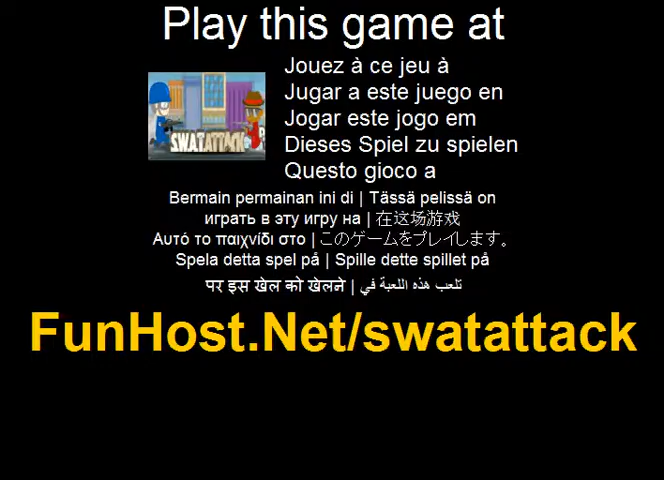 Play this game at
Jouez à ce jeu à
Jugar a este juego en
Jogar este jogo em
Dieses Spiel zu spielen
Questo gioco a
SWATATTACK
Bermain permainan ini di | Tässä pelissä on
играть в эту игру на | 在这场游戏
Αυτό το παιχνίδι στο | このゲームをプレイします。
Spela detta spel på | Spille dette spillet på
पर इस खेल को खेलने | تلعب هذه اللعبة في
FunHost.Net/swatattack